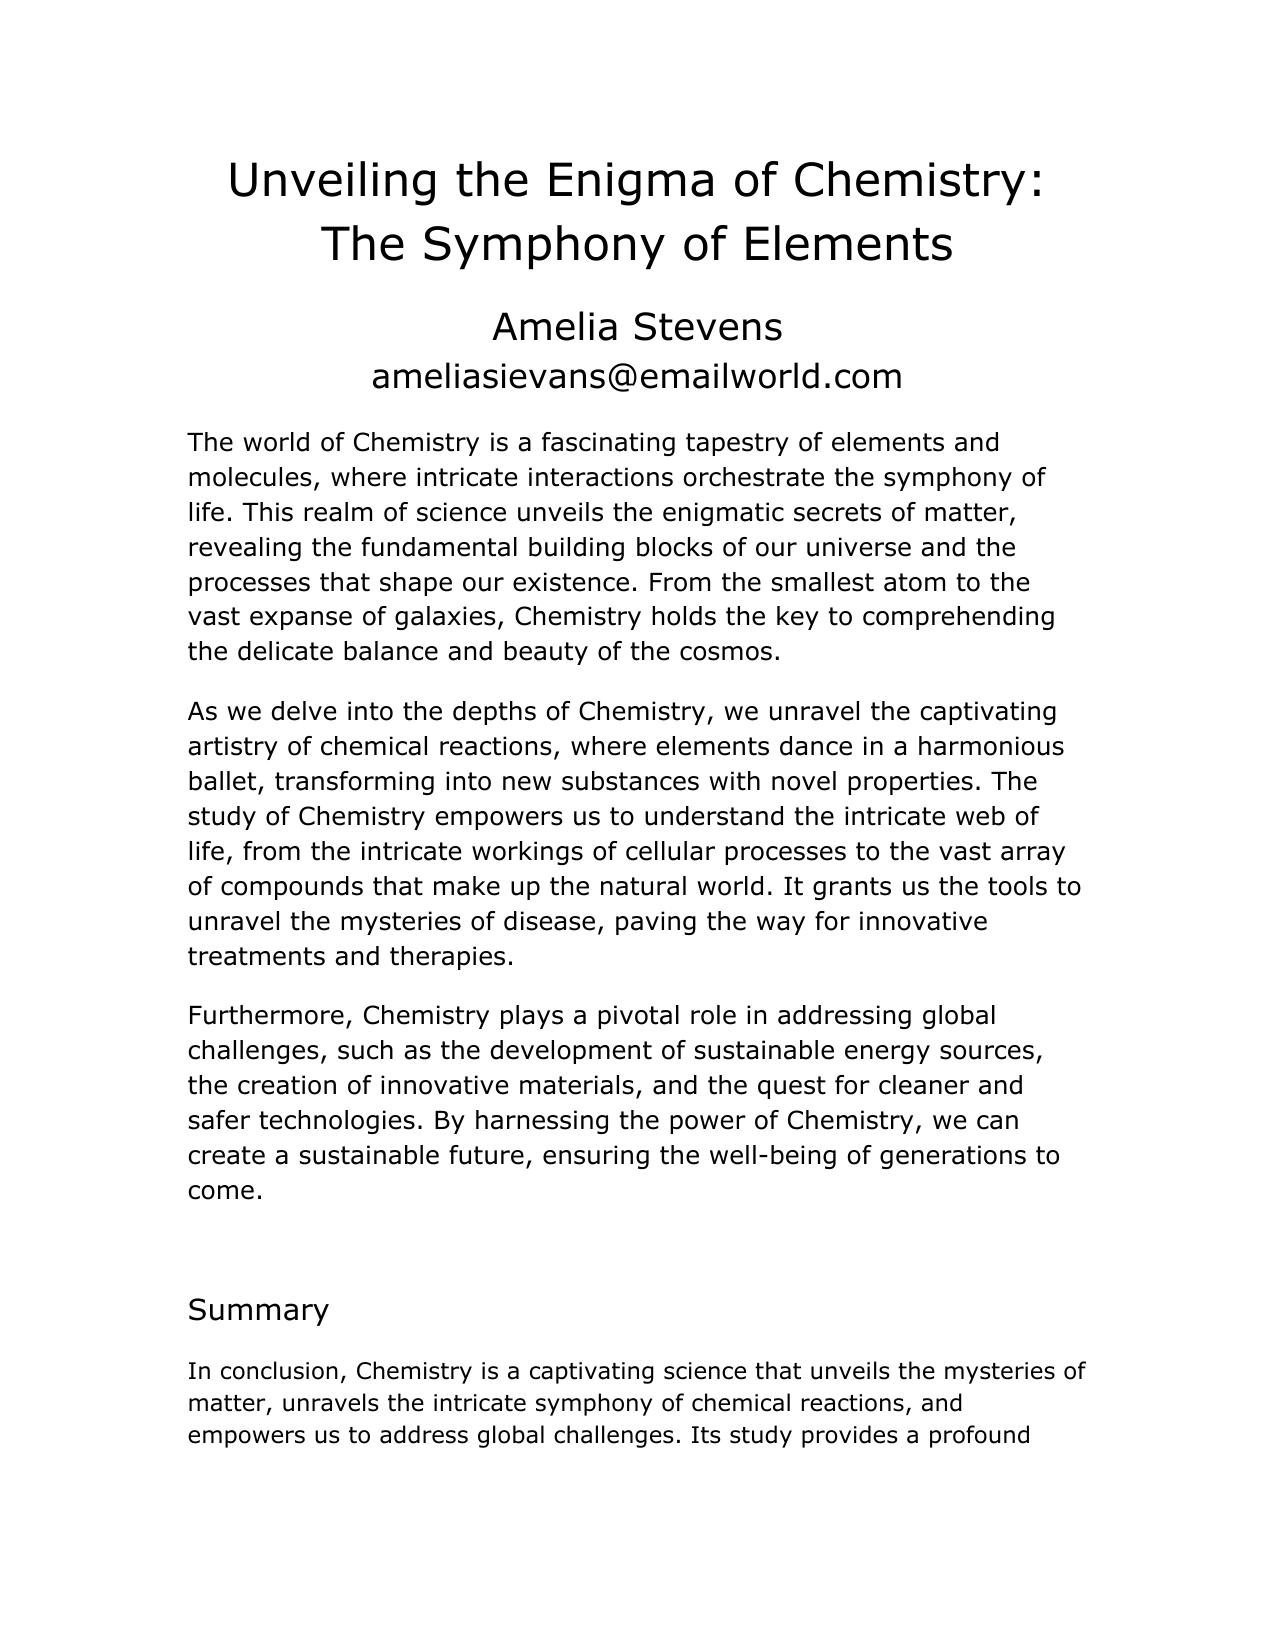 Unveiling the Enigma of Chemistry:
The Symphony of Elements
Amelia Stevens
ameliasievans@emailworld.com
The world of Chemistry is a fascinating tapestry of elements and
molecules, where intricate interactions orchestrate the symphony of
life. This realm of science unveils the enigmatic secrets of matter,
revealing the fundamental building blocks of our universe and the
processes that shape our existence. From the smallest atom to the
vast expanse of galaxies, Chemistry holds the key to comprehending
the delicate balance and beauty of the cosmos.
As we delve into the depths of Chemistry, we unravel the captivating
artistry of chemical reactions, where elements dance in a harmonious
ballet, transforming into new substances with novel properties. The
study of Chemistry empowers us to understand the intricate web of
life, from the intricate workings of cellular processes to the vast array
of compounds that make up the natural world. It grants us the tools to
unravel the mysteries of disease, paving the way for innovative
treatments and therapies.
Furthermore, Chemistry plays a pivotal role in addressing global
challenges, such as the development of sustainable energy sources,
the creation of innovative materials, and the quest for cleaner and
safer technologies. By harnessing the power of Chemistry, we can
create a sustainable future, ensuring the well-being of generations to
come.
Summary
In conclusion, Chemistry is a captivating science that unveils the mysteries of
matter, unravels the intricate symphony of chemical reactions, and
empowers us to address global challenges. Its study provides a profound